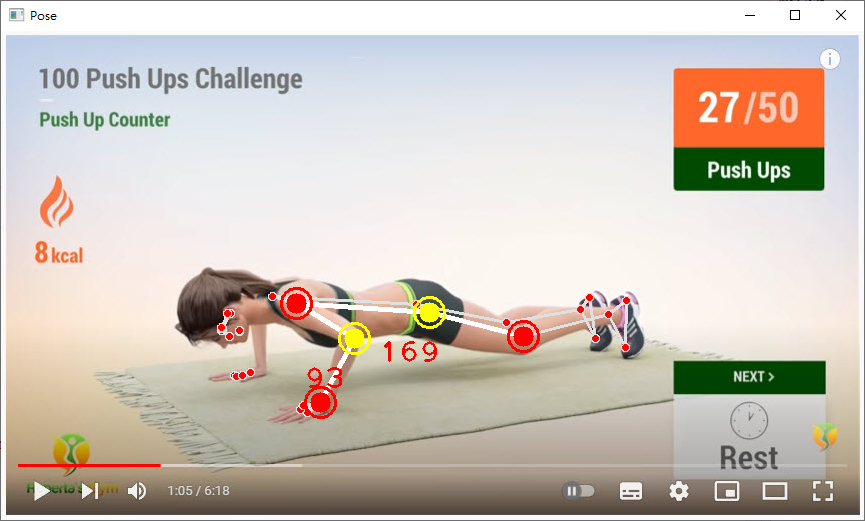 Pose
100 Push Ups Challenge
Push Up Counter
27/50
Push Ups
8 kcal
169
93
NEXT >
Rest
1:05 / 6:18